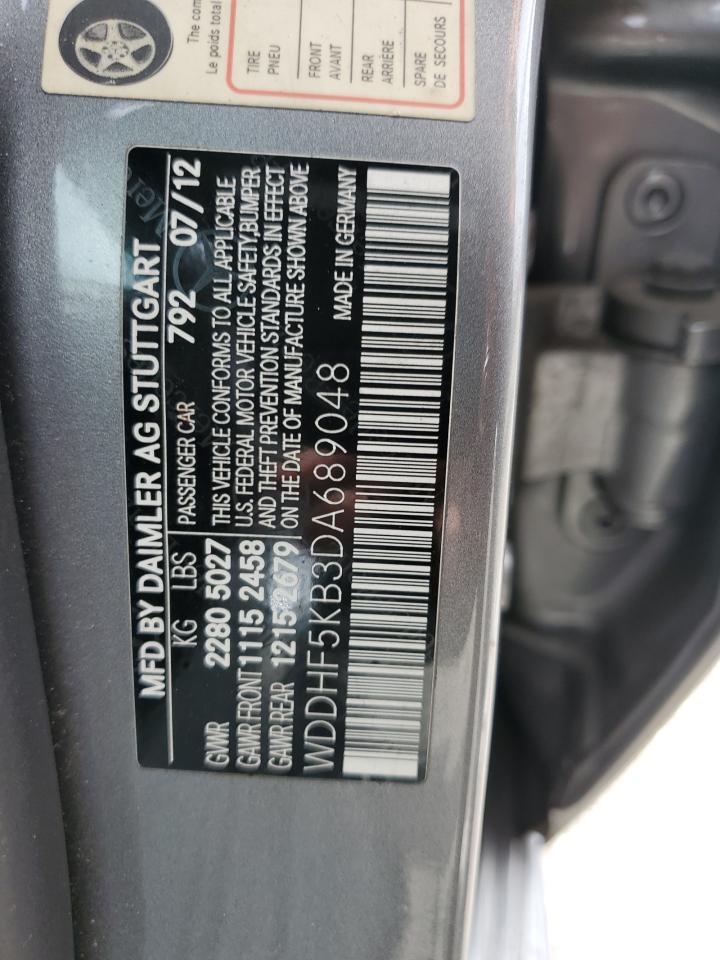 The com
Le poids total
TIRE
PNEU
FRONT
AVANT
REAR
ARRIÈRE
SPARE
DE SECOURS
MFD BY DAIMLER AG STUTTGART
KG LBS PASSENGER CAR 792 07/12
GVWR 2280 5027
GAWR FRONT 1115 2458
GAWR REAR 1215 2679
THIS VEHICLE CONFORMS TO ALL APPLICABLE
U.S. FEDERAL MOTOR VEHICLE SAFETY,BUMPER
AND THEFT PREVENTION STANDARDS IN EFFECT
ON THE DATE OF MANUFACTURE SHOWN ABOVE
WDDHF5KB3DA689048
MADE IN GERMANY